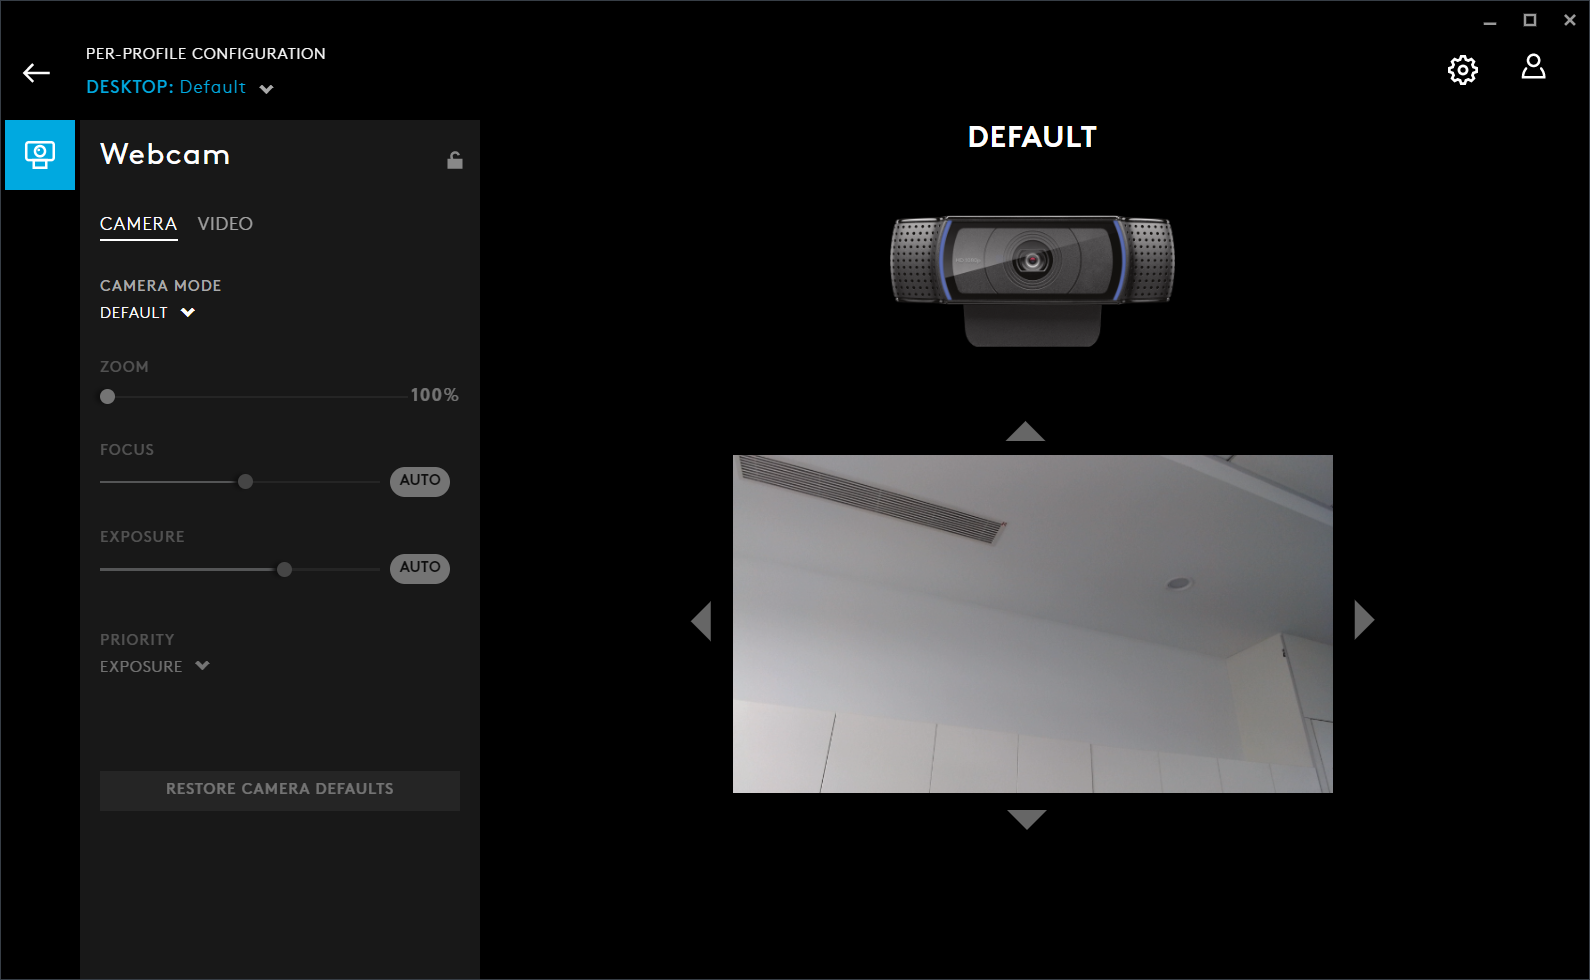 PER-PROFILE CONFIGURATION
DESKTOP: Default
Webcam
CAMERA VIDEO
CAMERA MODE
DEFAULT
ZOOM
100%
FOCUS
AUTO
EXPOSURE
AUTO
PRIORITY
EXPOSURE
RESTORE CAMERA DEFAULTS
DEFAULT